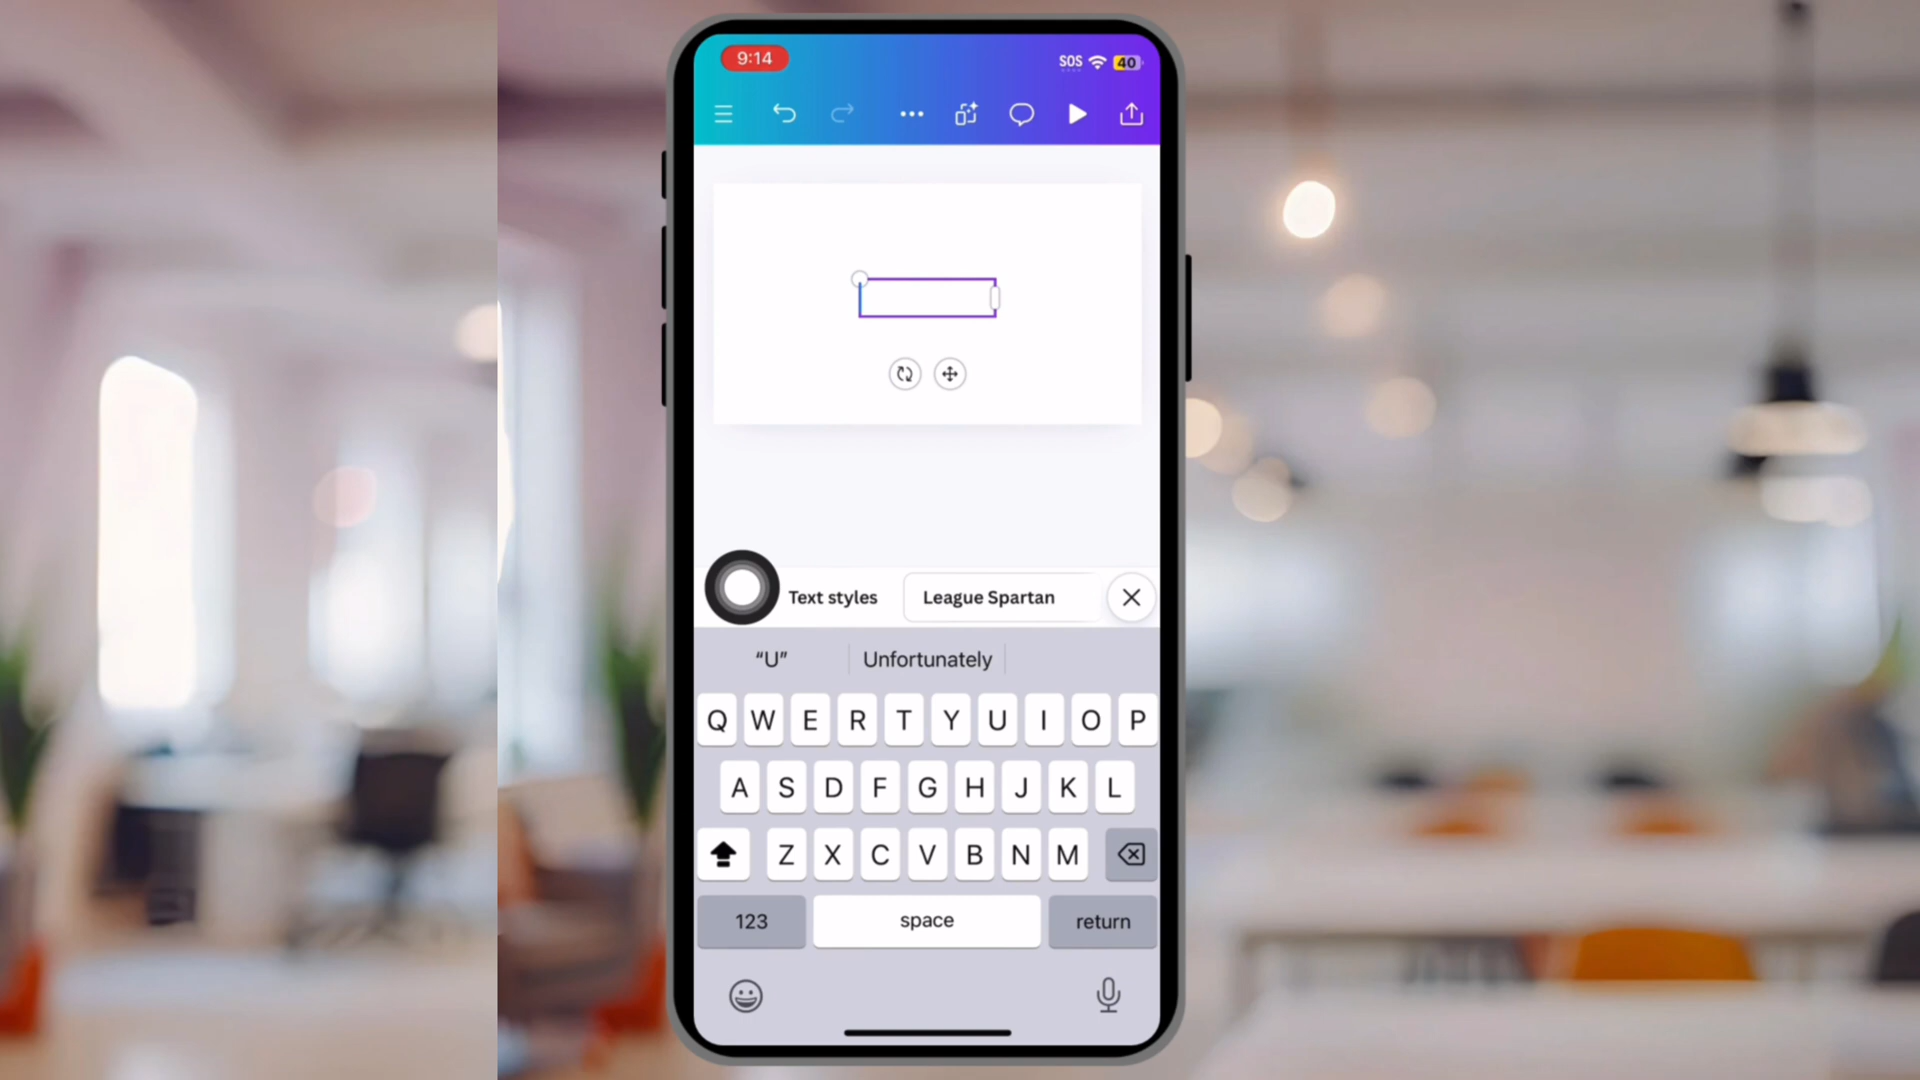 9:14
SOS
40
Text styles
League Spartan
“U”
Unfortunately
Q W E R T Y U I O P
A S D F G H J K L
Z X C V B N M
123
space
return